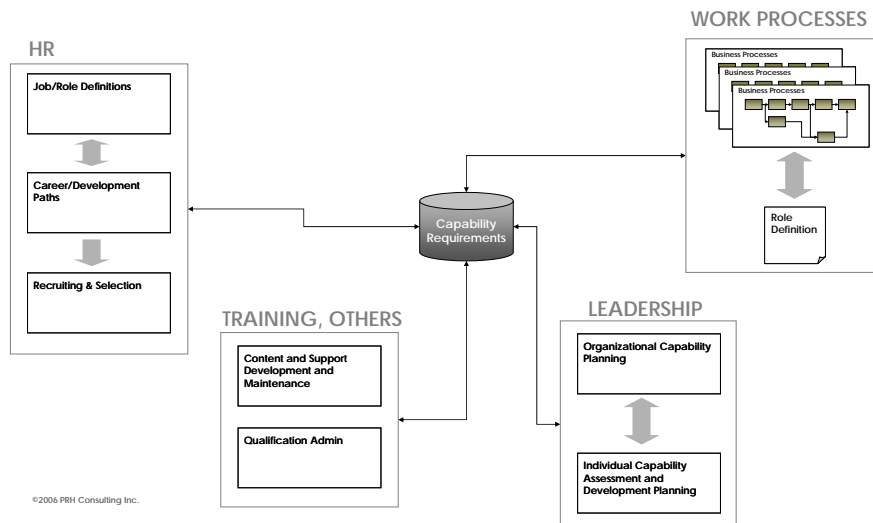 WORK PROCESSES
HR
Business Processes
Business Processes
Business Processes
Job/Role Definitions
Career/Development
Paths
Recruiting & Selection
Capability
Requirements
Role
Definition
TRAINING, OTHERS
Content and Support
Development and
Maintenance
Qualification Admin
LEADERSHIP
Organizational Capability
Planning
Individual Capability
Assessment and
Development Planning
©2006 PRH Consulting Inc.